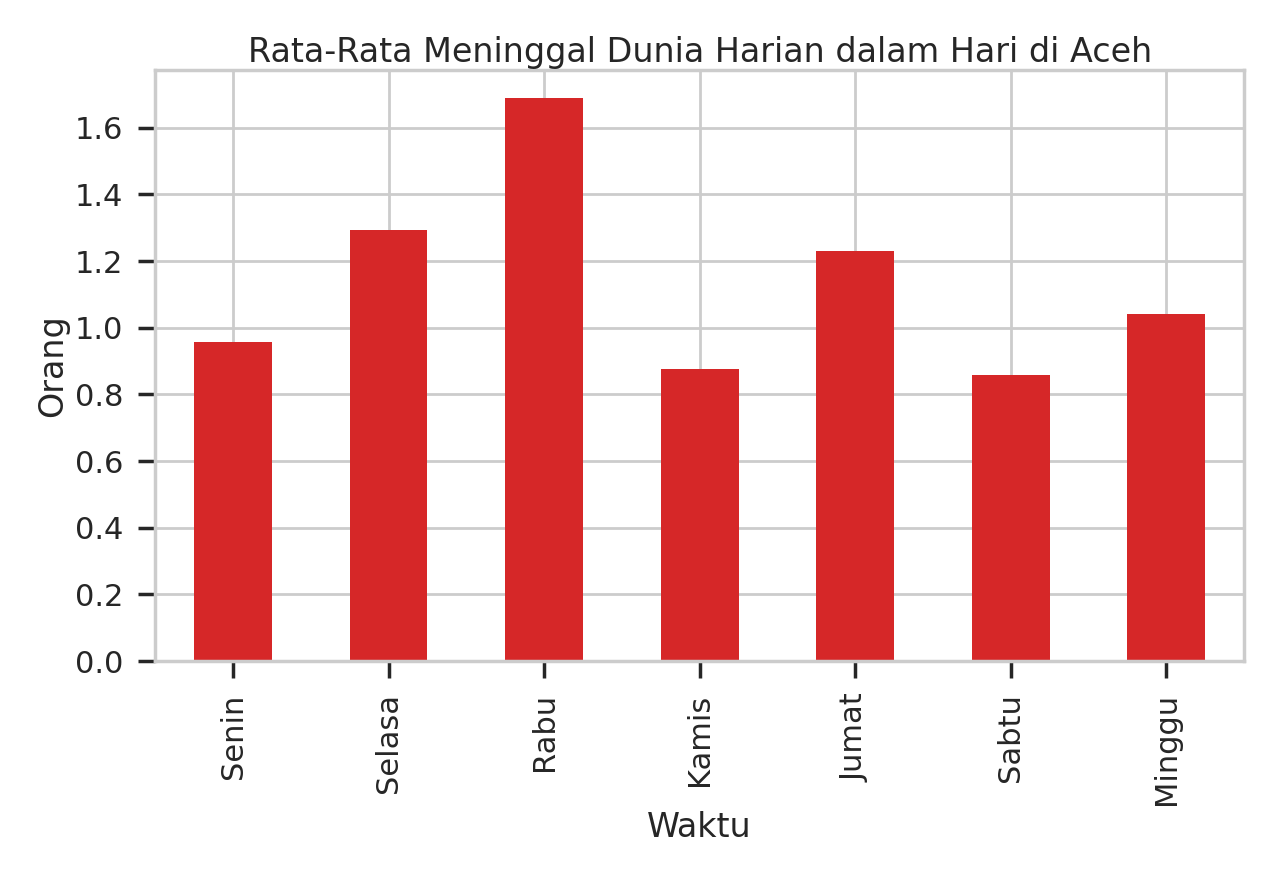 Rata-Rata Meninggal Dunia Harian dalam Hari di Aceh
Orang
1.6
1.4
1.2
1.0
0.8
0.6
0.4
0.2
0.0
Senin
Selasa
Rabu
Kamis
Jumat
Sabtu
Minggu
Waktu